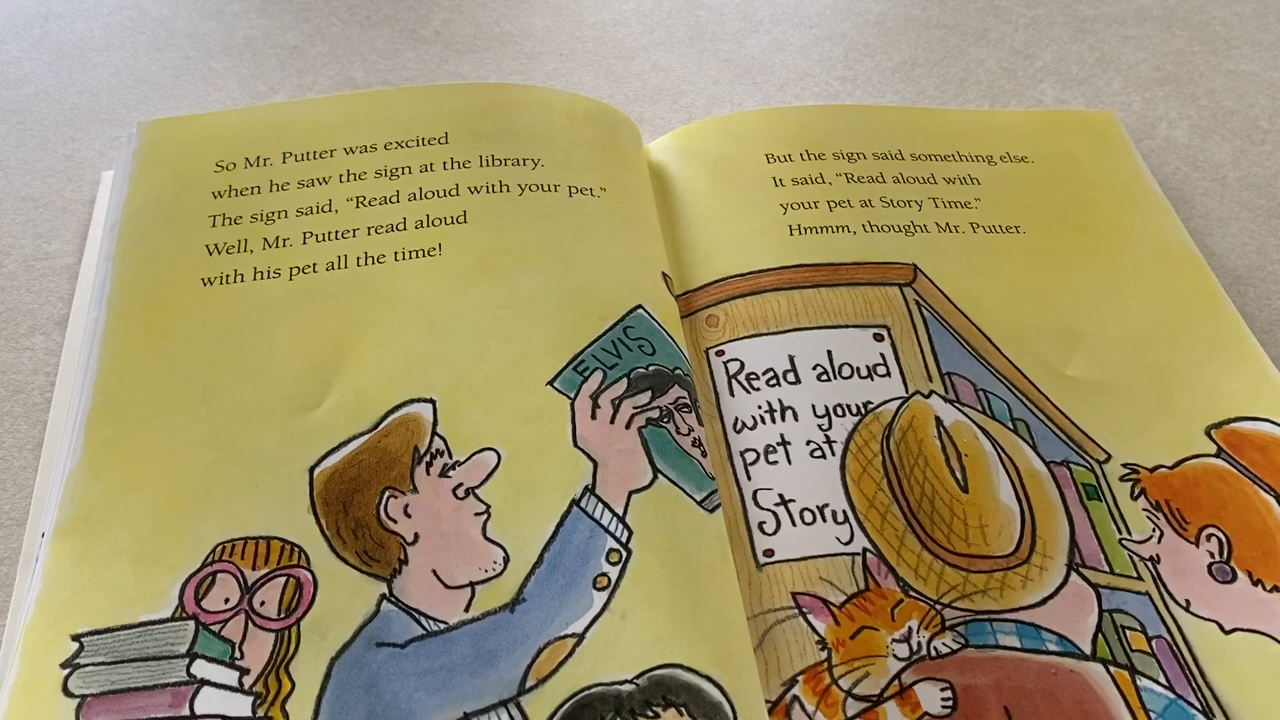 So Mr. Putter was excited
when he saw the sign at the library.
The sign said, “Read aloud with your pet.”
Well, Mr. Putter read aloud
with his pet all the time!
But the sign said something else.
It said, “Read aloud with
your pet at Story Time.”
Hmmm, thought Mr. Putter.
ELVIS
Read aloud
with your
pet at
Story